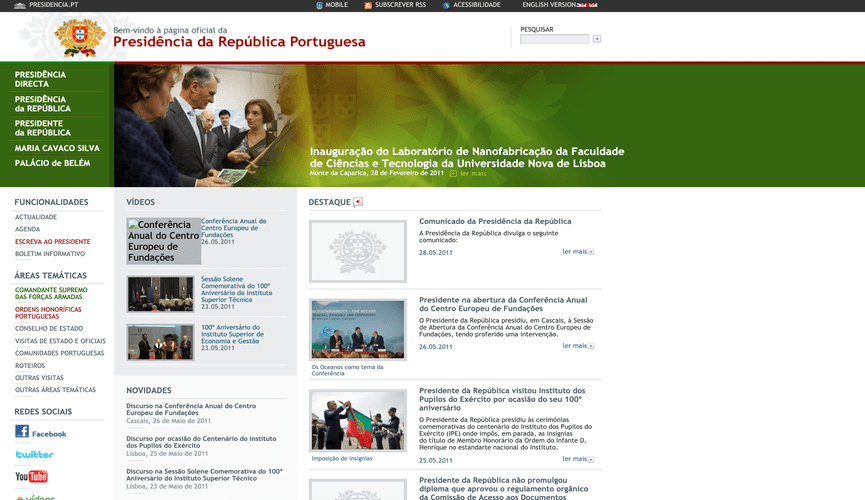 PRESIDENCIA.PT
MOBILE
SUBSCREVER RSS
ACESSIBILIDADE
ENGLISH VERSION
Bem-vindo à página oficial da
Presidência da República Portuguesa
PESQUISAR
PRESIDÊNCIA
DIRECTA
PRESIDÊNCIA
da REPÚBLICA
PRESIDENTE
da REPÚBLICA
MARIA CAVACO SILVA
PALÁCIO de BELÉM
Inauguração do Laboratório de Nanofabricação da Faculdade
de Ciências e Tecnologia da Universidade Nova de Lisboa
Monte da Caparica, 28 de Fevereiro de 2011
ler mais
FUNCIONALIDADES
ACTUALIDADE
AGENDA
ESCREVA AO PRESIDENTE
BOLETIM INFORMATIVO
ÁREAS TEMÁTICAS
COMANDANTE SUPREMO
DAS FORÇAS ARMADAS
ORDENS HONORÍFICAS
PORTUGUESAS
CONSELHO DE ESTADO
VISITAS DE ESTADO E OFICIAIS
COMUNIDADES PORTUGUESAS
ROTEIROS
OUTRAS VISITAS
OUTRAS ÁREAS TEMÁTICAS
REDES SOCIAIS
Facebook
twitter
YouTube
vídeos
VÍDEOS
Conferência
Anual do Centro
Europeu de
Fundações
Conferência Anual do
Centro Europeu de
Fundações
26.05.2011
Sessão Solene
Comemorativa do 100º
Aniversário do Instituto
Superior Técnico
23.05.2011
100º Aniversário do
Instituto Superior de
Economia e Gestão
23.05.2011
NOVIDADES
Discurso na Conferência Anual do Centro
Europeu de Fundações
Cascais, 26 de Maio de 2011
Discurso por ocasião do Centenário do Instituto
dos Pupilos do Exército
Lisboa, 25 de Maio de 2011
Discurso na Sessão Solene Comemorativa do 100º
Aniversário do Instituto Superior Técnico
Lisboa, 23 de Maio de 2011
DESTAQUE
Comunicado da Presidência da República
A Presidência da República divulga o seguinte
comunicado:
28.05.2011
ler mais
Presidente na abertura da Conferência Anual
do Centro Europeu de Fundações
O Presidente da República presidiu, em Cascais, à Sessão
de Abertura da Conferência Anual do Centro Europeu de
Fundações, tendo proferido uma intervenção.
26.05.2011
ler mais
Os Oceanos como tema da
Conferência
Presidente da República visitou Instituto dos
Pupilos do Exército por ocasião do seu 100º
aniversário
O Presidente da República presidiu às cerimónias
comemorativas do centenário do Instituto dos Pupilos
do Exército (IPE) onde impôs, em parada, as insígnias
do título de Membro Honorário da Ordem do Infante D.
Henrique no estandarte nacional do Instituto.
25.05.2011
ler mais
Imposição de insígnias
Presidente da República não promulgou
diploma que aprovou o regulamento orgânico
da Comissão de Acesso aos Documentos